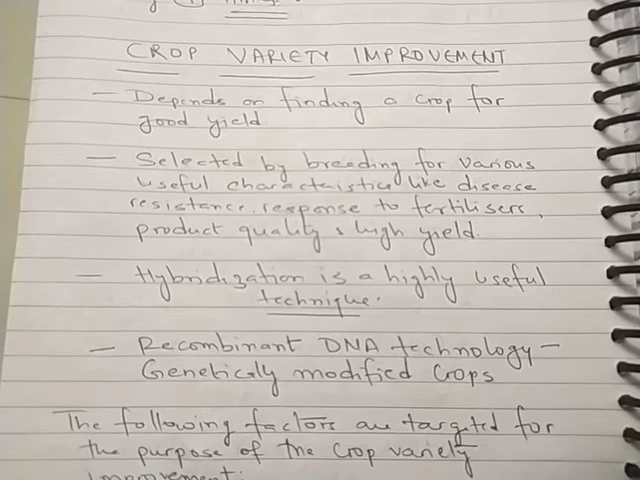 CROP VARIETY IMPROVEMENT
- Depends on finding a crop for
good yield
- Selected by breeding for various
useful characteristics like disease
resistance, response to fertilisers,
product quality & high yield.
- Hybridization is a highly useful
technique.
- Recombinant DNA technology -
Genetically modified Crops
The following factors are targeted for
the purpose of the crop variety
improvement: